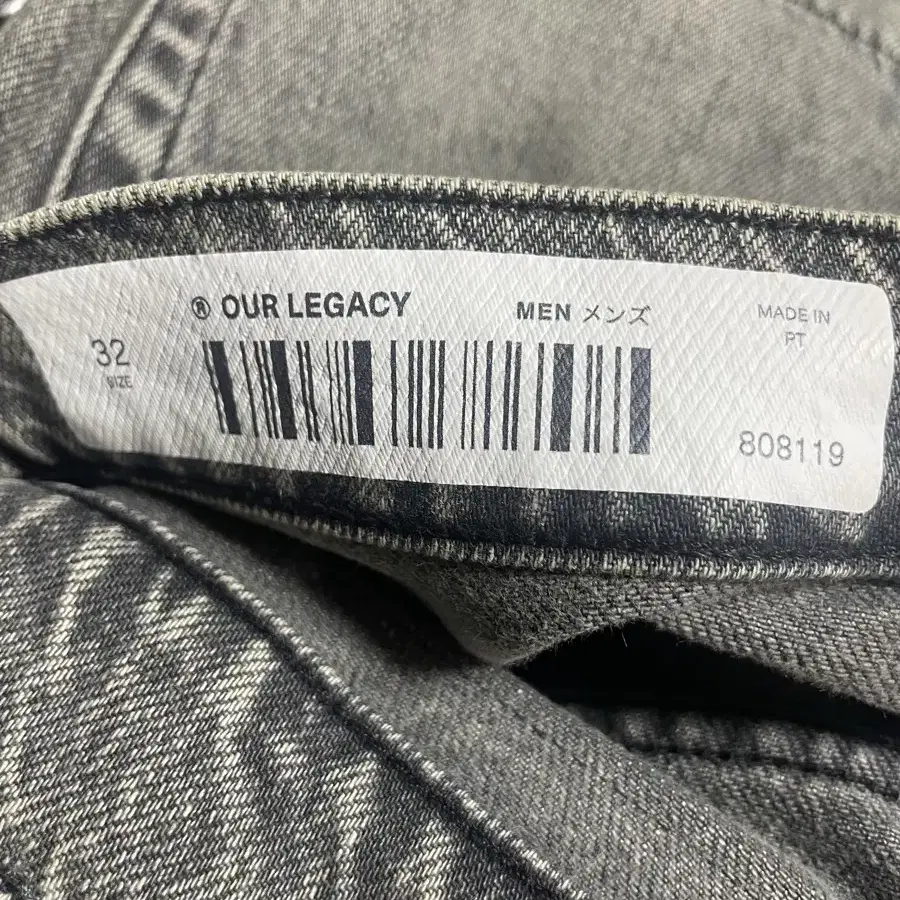 ® OUR LEGACY
MEN メンズ
MADE IN
PT
32
SIZE
808119